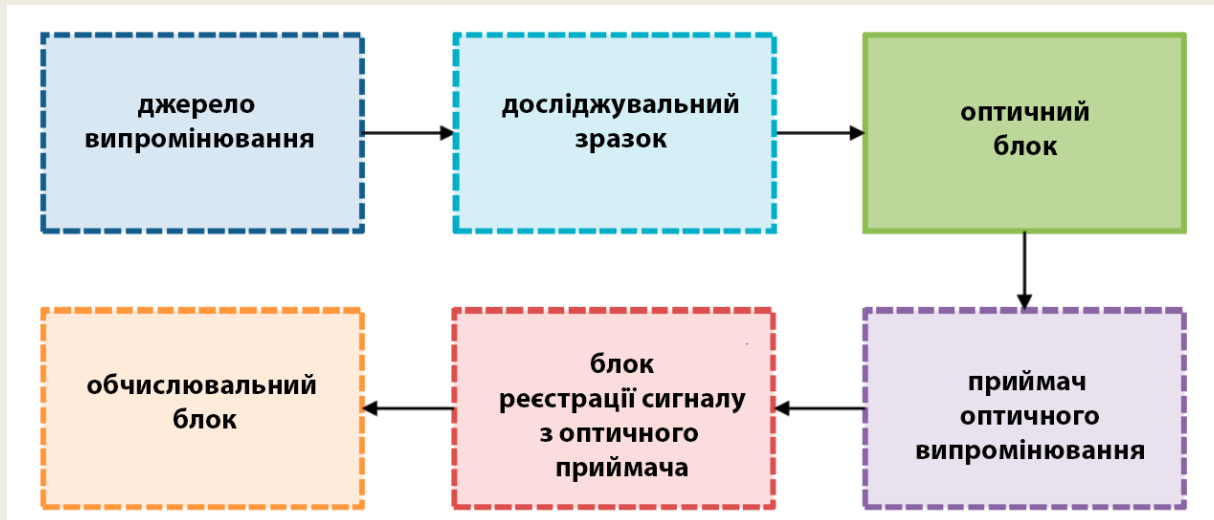 джерело
випромінювання
досліджувальний
зразок
оптичний
блок
обчислювальний
блок
блок
реєстрації сигналу
з оптичного
приймача
приймач
оптичного
випромінювання